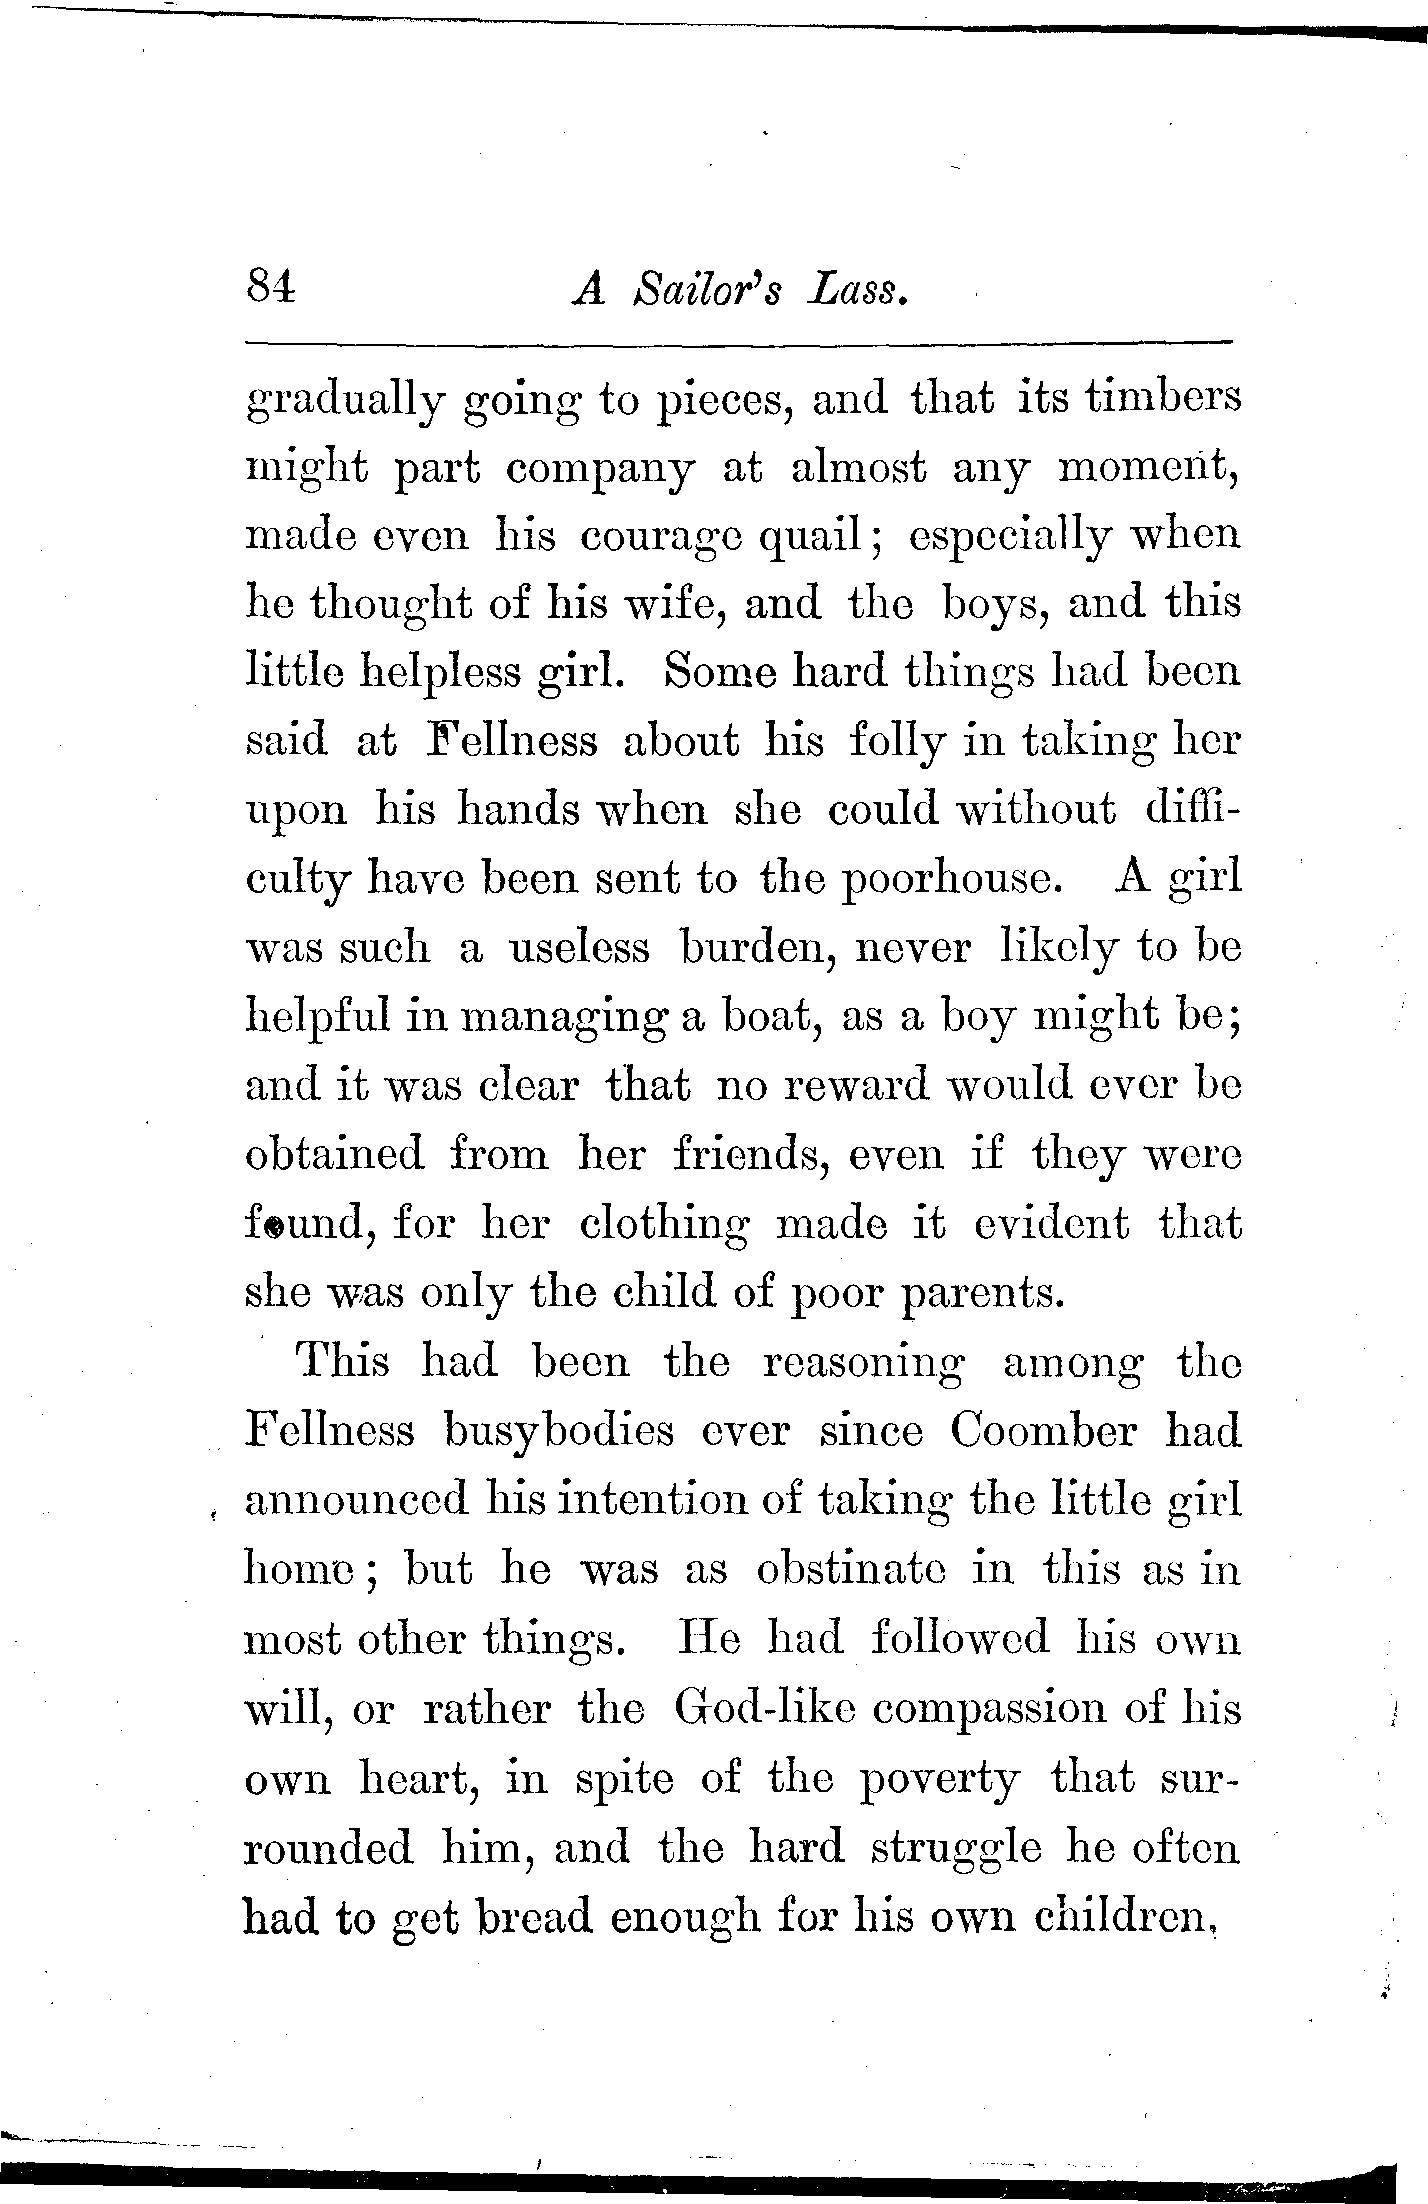 84 A Sailor's Lass.
gradually going to pieces, and that its timbers
might part company at almost any moment,
made even his courage quail; especially when
he thought of his wife, and the boys, and this
little helpless girl. Some hard things had been
said at Fellness about his folly in taking her
upon his hands when she could without diffi-
culty have been sent to the poorhouse. A girl
was such a useless burden, never likely to be
helpful in managing a boat, as a boy might be;
and it was clear that no reward would ever be
obtained from her friends, even if they were
found, for her clothing made it evident that
she was only the child of poor parents.
This had been the reasoning among the
Fellness busybodies ever since Coomber had
announced his intention of taking the little girl
home; but he was as obstinate in this as in
most other things. He had followed his own
will, or rather the God-like compassion of his
own heart, in spite of the poverty that sur-
rounded him, and the hard struggle he often
had to get bread enough for his own children,